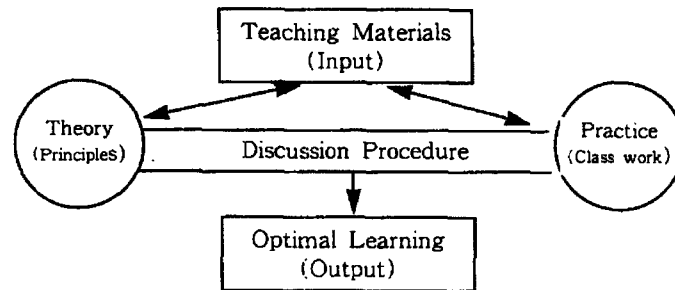 Teaching Materials
(Input)
Theory
(Principles)
Discussion Procedure
Practice
(Class work)
Optimal Learning
(Output)